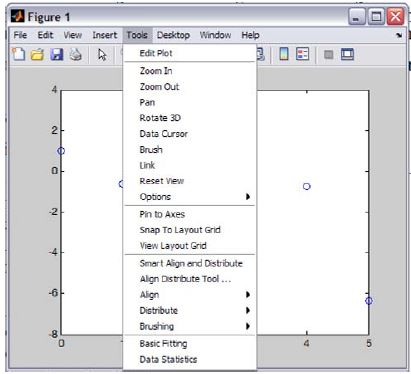 Figure 1
File Edit View Insert Tools Desktop Window Help
Edit Plot
Zoom In
Zoom Out
Pan
Rotate 3D
Data Cursor
Brush
Link
Reset View
Options
Pin to Axes
Snap To Layout Grid
View Layout Grid
Smart Align and Distribute
Align Distribute Tool ...
Align
Distribute
Brushing
Basic Fitting
Data Statistics
4
2
0
-2
-4
-6
-8
0 4 5